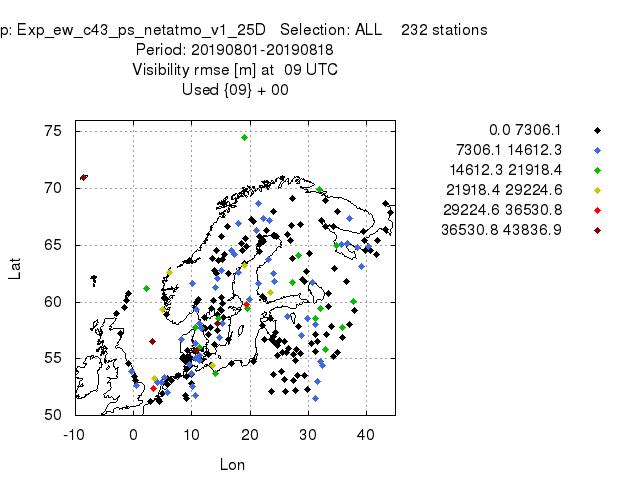 p: Exp_ew_c43_ps_netatmo_v1_25D Selection: ALL 232 stations
Period: 20190801-20190818
Visibility rmse [m] at 09 UTC
Used {09} + 00
0.0 7306.1
7306.1 14612.3
14612.3 21918.4
21918.4 29224.6
29224.6 36530.8
36530.8 43836.9
75
70
65
60
55
50
Lat
-10 0 10 20 30 40
Lon